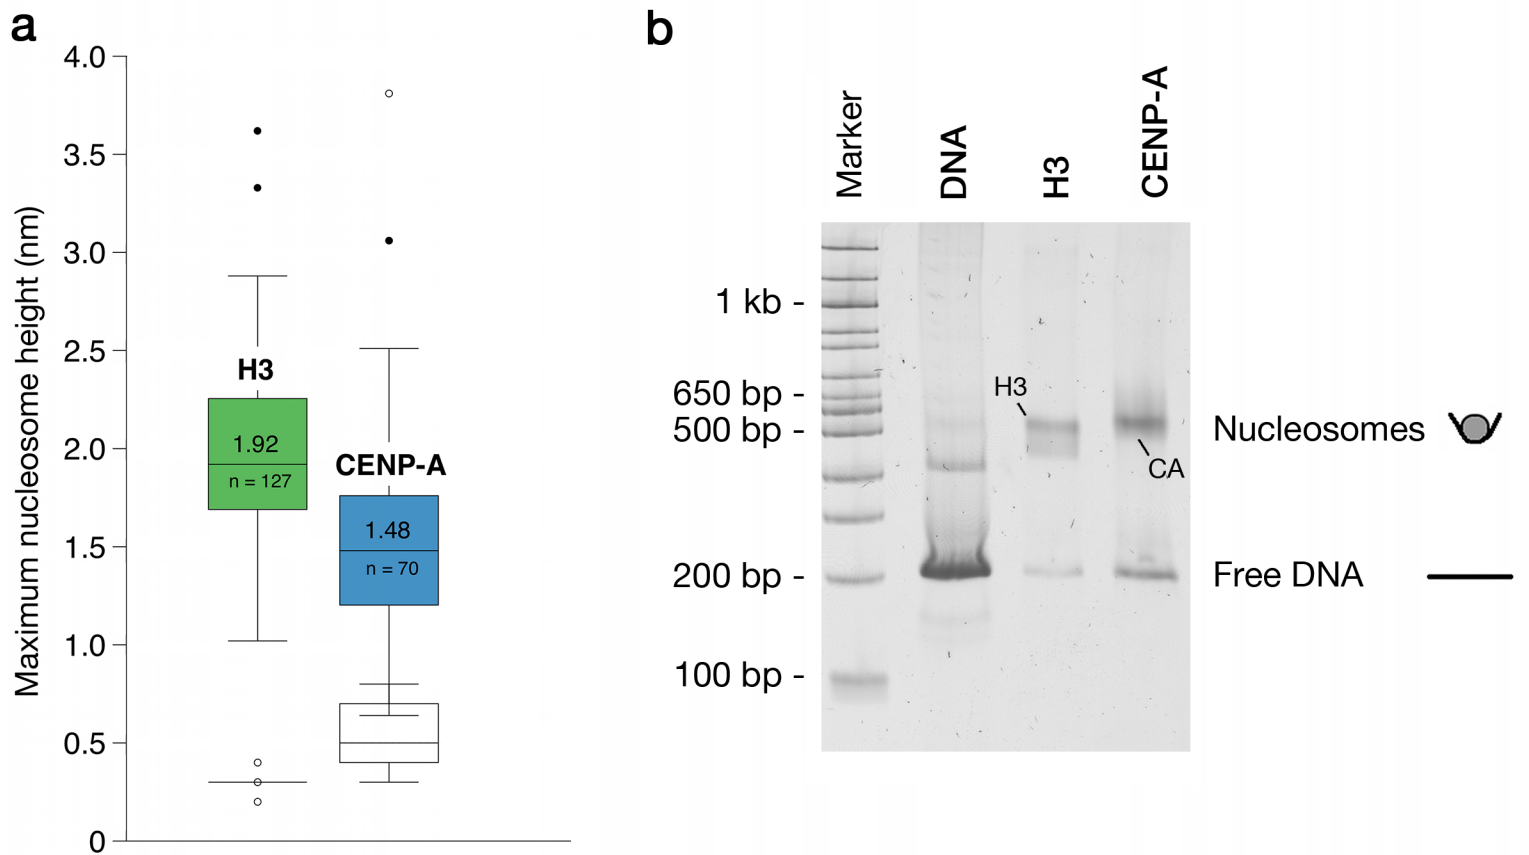 a
Maximum nucleosome height (nm)
4.0
3.5
3.0
2.5
2.0
1.5
1.0
0.5
0
H3
1.92
n = 127
CENP-A
1.48
n = 70
b
Marker
DNA
H3
CENP-A
1 kb -
650 bp -
500 bp -
200 bp -
100 bp -
H3
CA
Nucleosomes
Free DNA